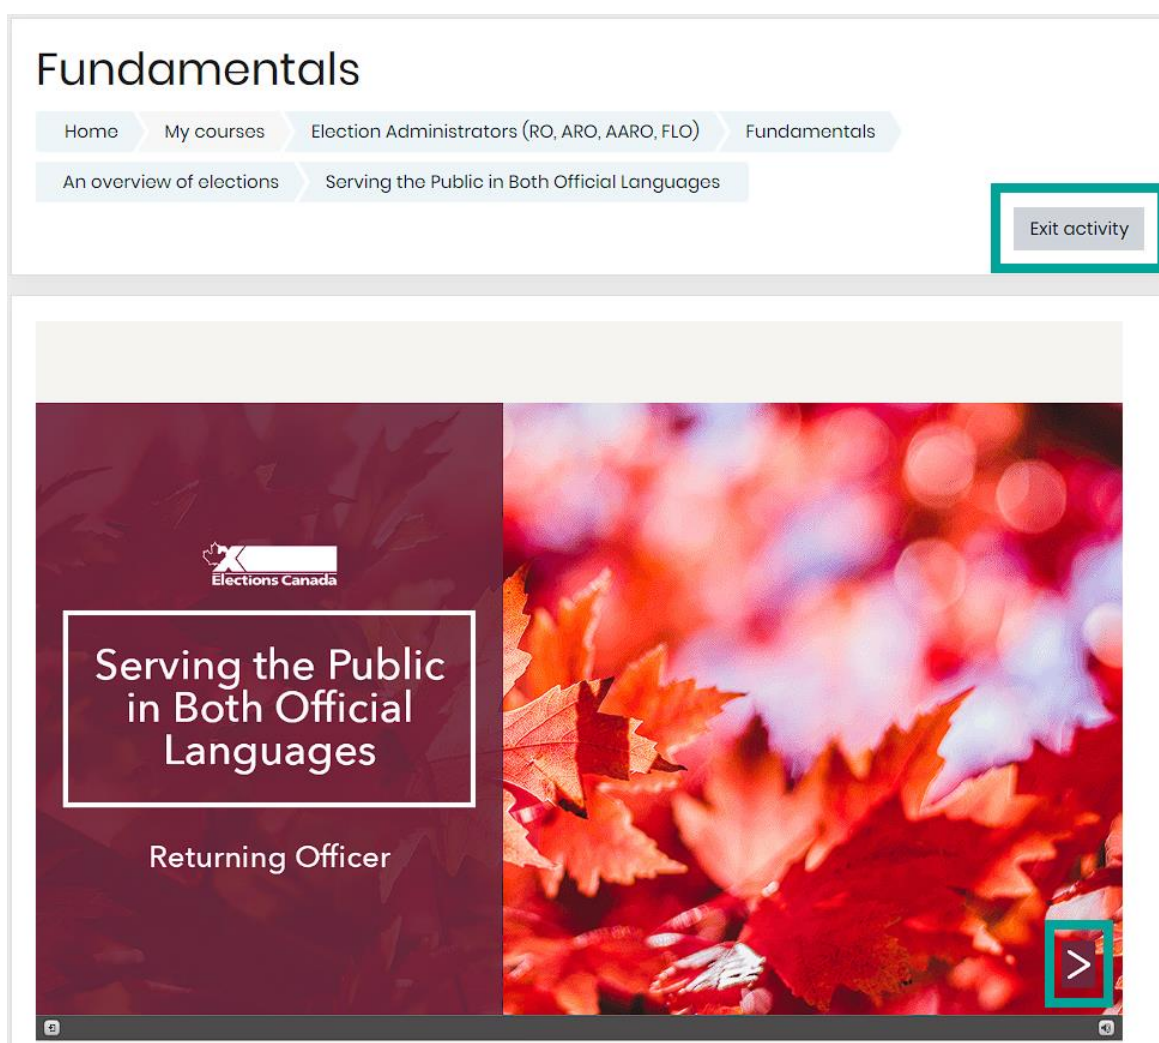 Fundamentals
Home My courses Election Administrators (RO, ARO, AARO, FLO) Fundamentals
An overview of elections Serving the Public in Both Official Languages
Exit activity
Elections Canada
Serving the Public
in Both Official
Languages
Returning Officer
>